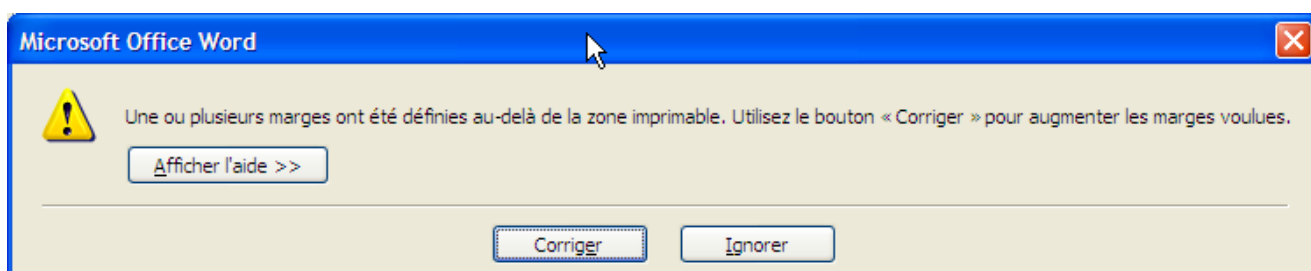 Microsoft Office Word
Une ou plusieurs marges ont été définies au-delà de la zone imprimable. Utilisez le bouton « Corriger » pour augmenter les marges voulues.
Afficher l'aide >>
Corriger
Ignorer